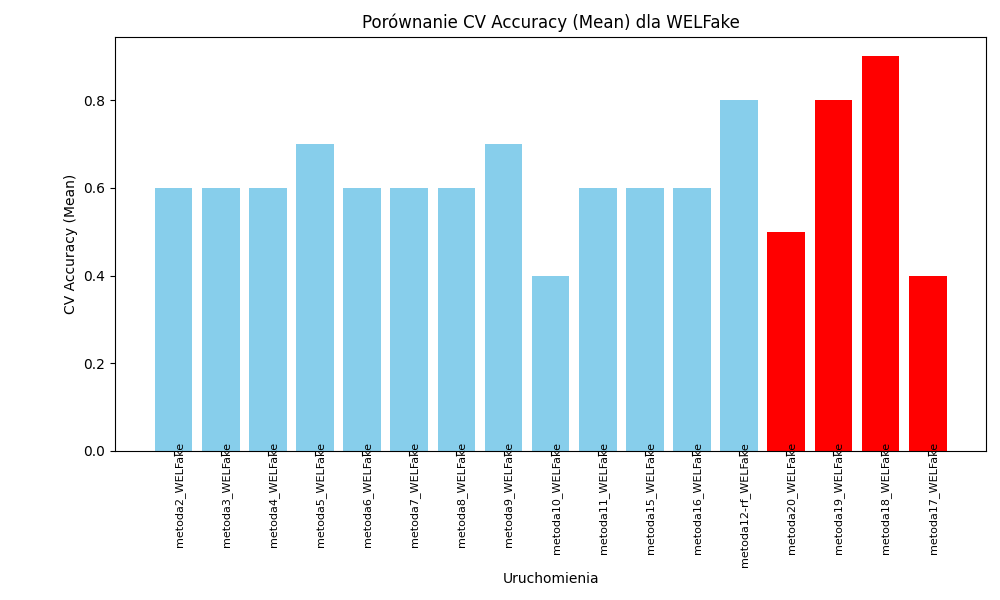 Porównanie CV Accuracy (Mean) dla WELFake
CV Accuracy (Mean)
0.8
0.6
0.4
0.2
0.0
metoda2_WELFake
metoda3_WELFake
metoda4_WELFake
metoda5_WELFake
metoda6_WELFake
metoda7_WELFake
metoda8_WELFake
metoda9_WELFake
metoda10_WELFake
metoda11_WELFake
metoda15_WELFake
metoda16_WELFake
metoda12-rf_WELFake
metoda20_WELFake
metoda19_WELFake
metoda18_WELFake
metoda17_WELFake
Uruchomienia